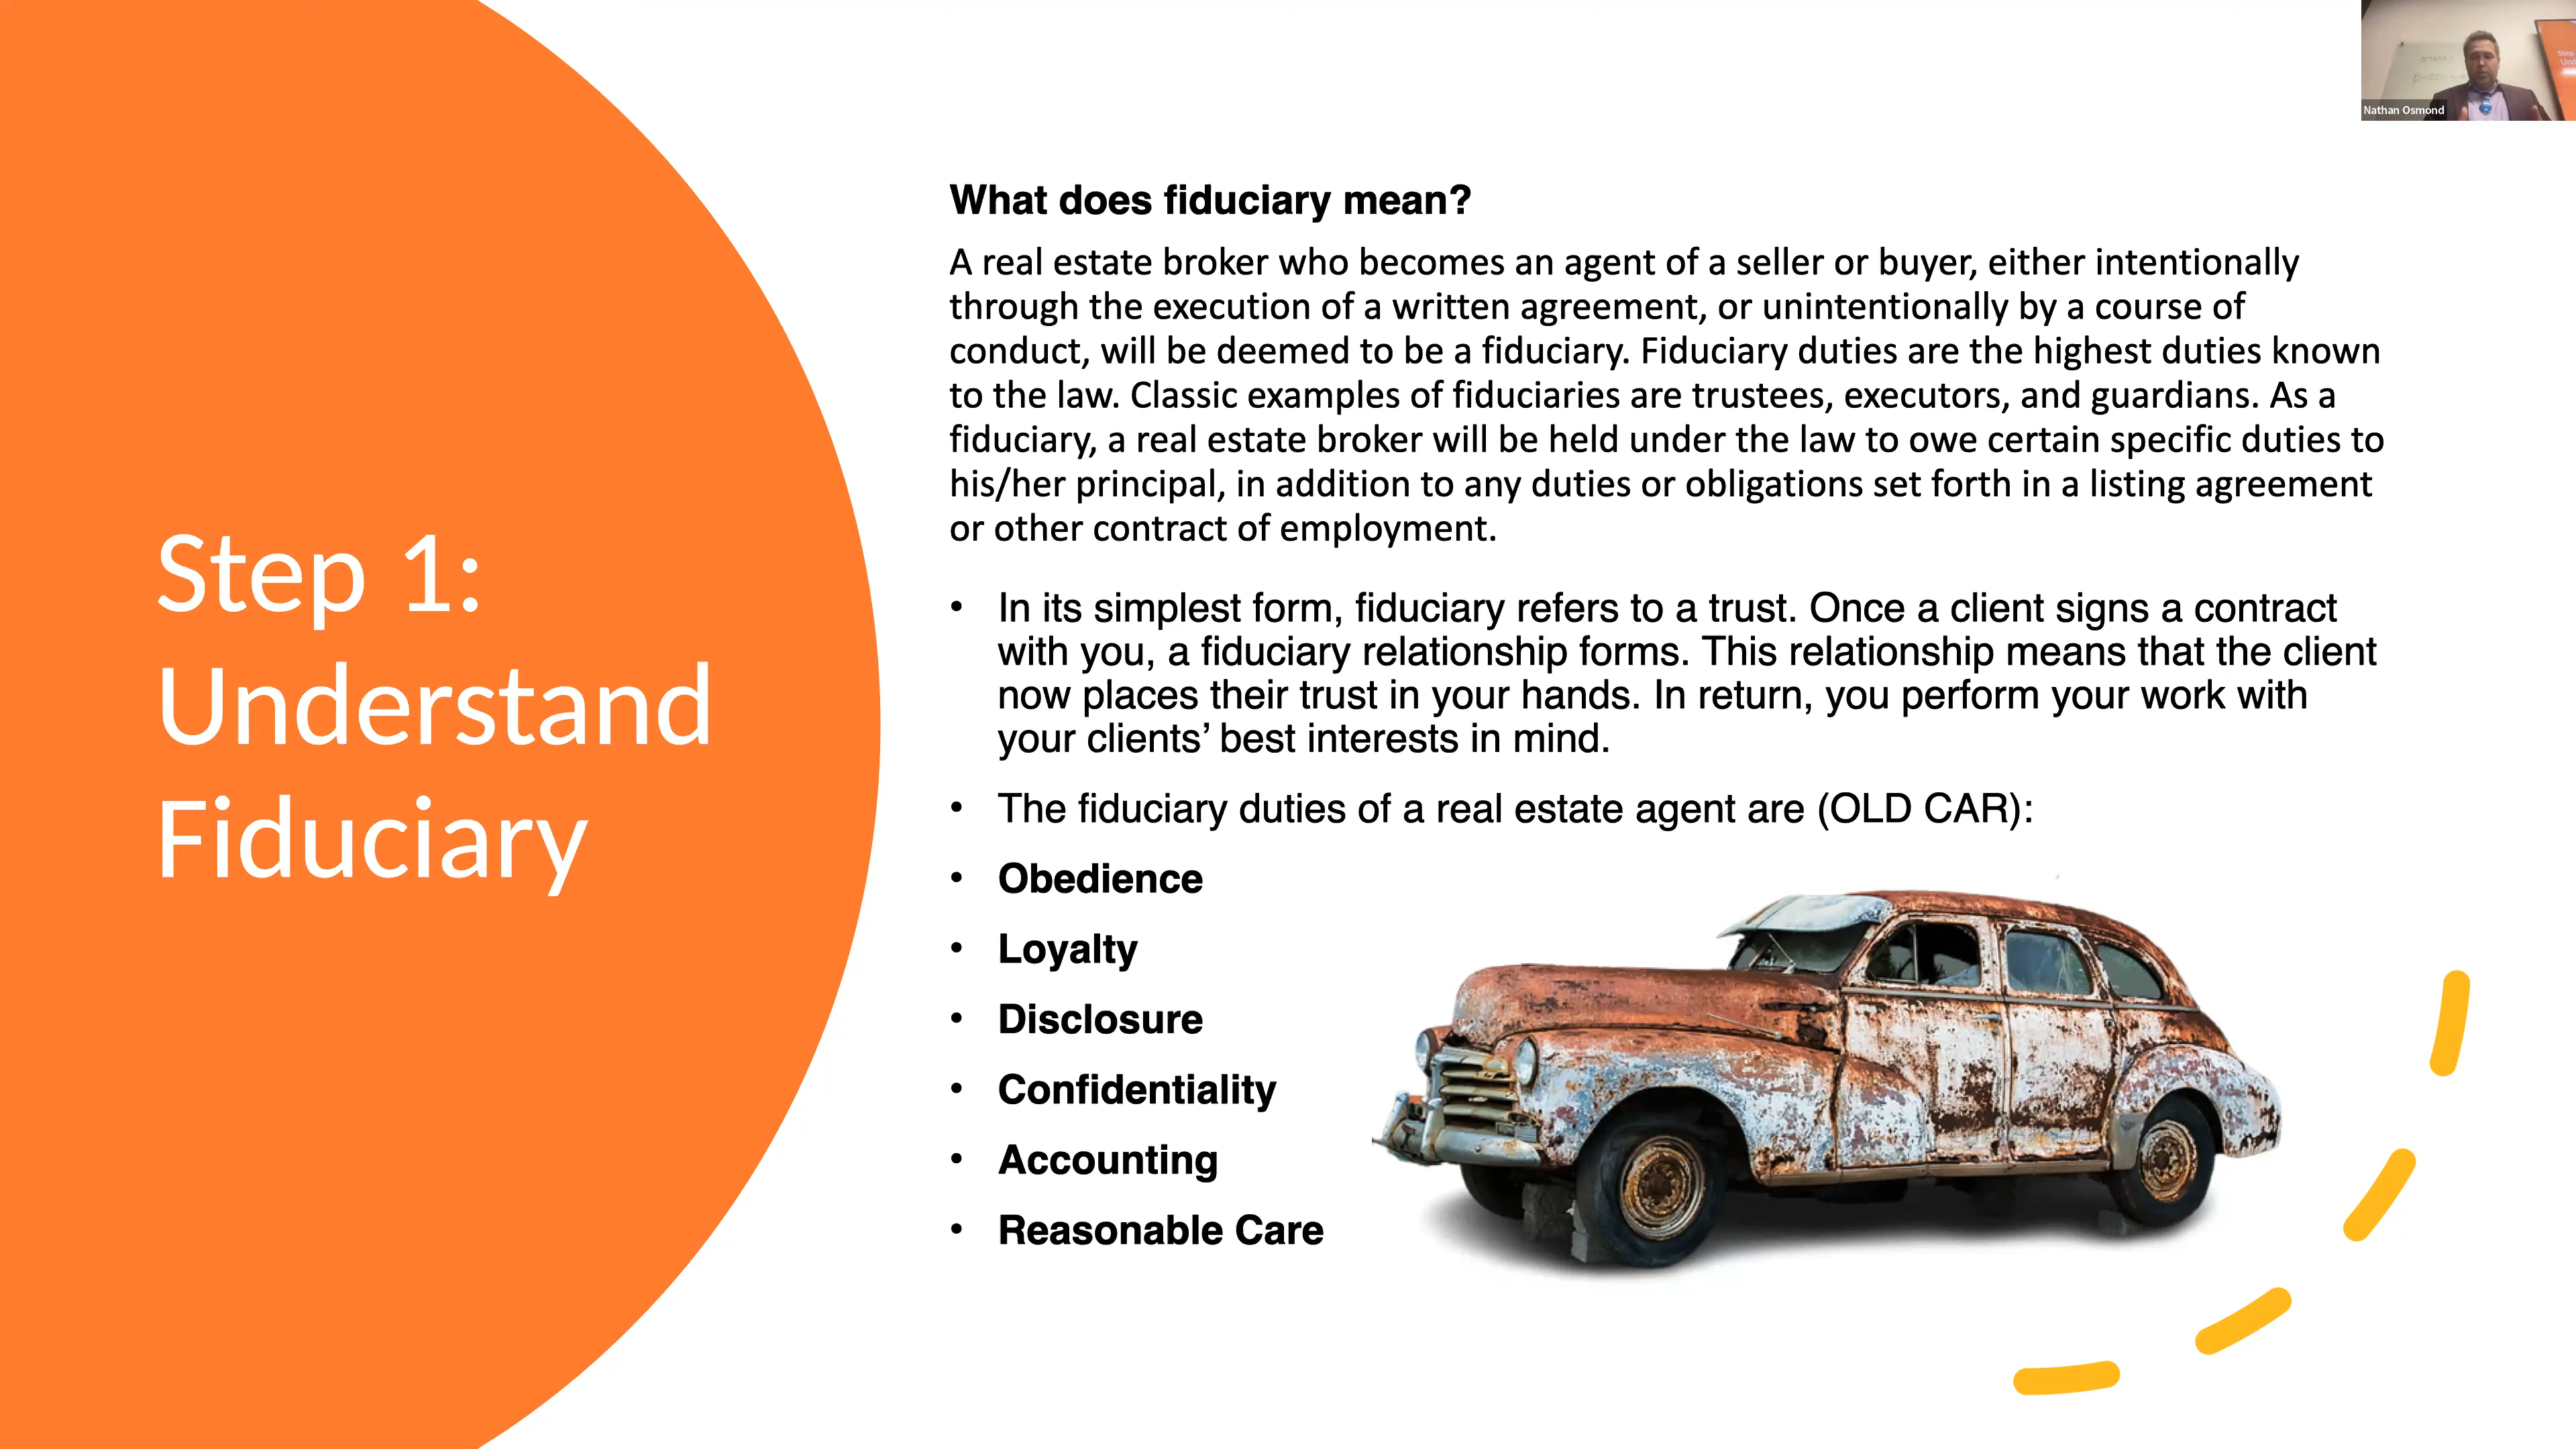 Step 1:
Understand
Fiduciary
What does fiduciary mean?
A real estate broker who becomes an agent of a seller or buyer, either intentionally
through the execution of a written agreement, or unintentionally by a course of
conduct, will be deemed to be a fiduciary. Fiduciary duties are the highest duties known
to the law. Classic examples of fiduciaries are trustees, executors, and guardians. As a
fiduciary, a real estate broker will be held under the law to owe certain specific duties to
his/her principal, in addition to any duties or obligations set forth in a listing agreement
or other contract of employment.
• In its simplest form, fiduciary refers to a trust. Once a client signs a contract
with you, a fiduciary relationship forms. This relationship means that the client
now places their trust in your hands. In return, you perform your work with
your clients’ best interests in mind.
• The fiduciary duties of a real estate agent are (OLD CAR):
• Obedience
• Loyalty
• Disclosure
• Confidentiality
• Accounting
• Reasonable Care
Nathan Osmond
Step
Und